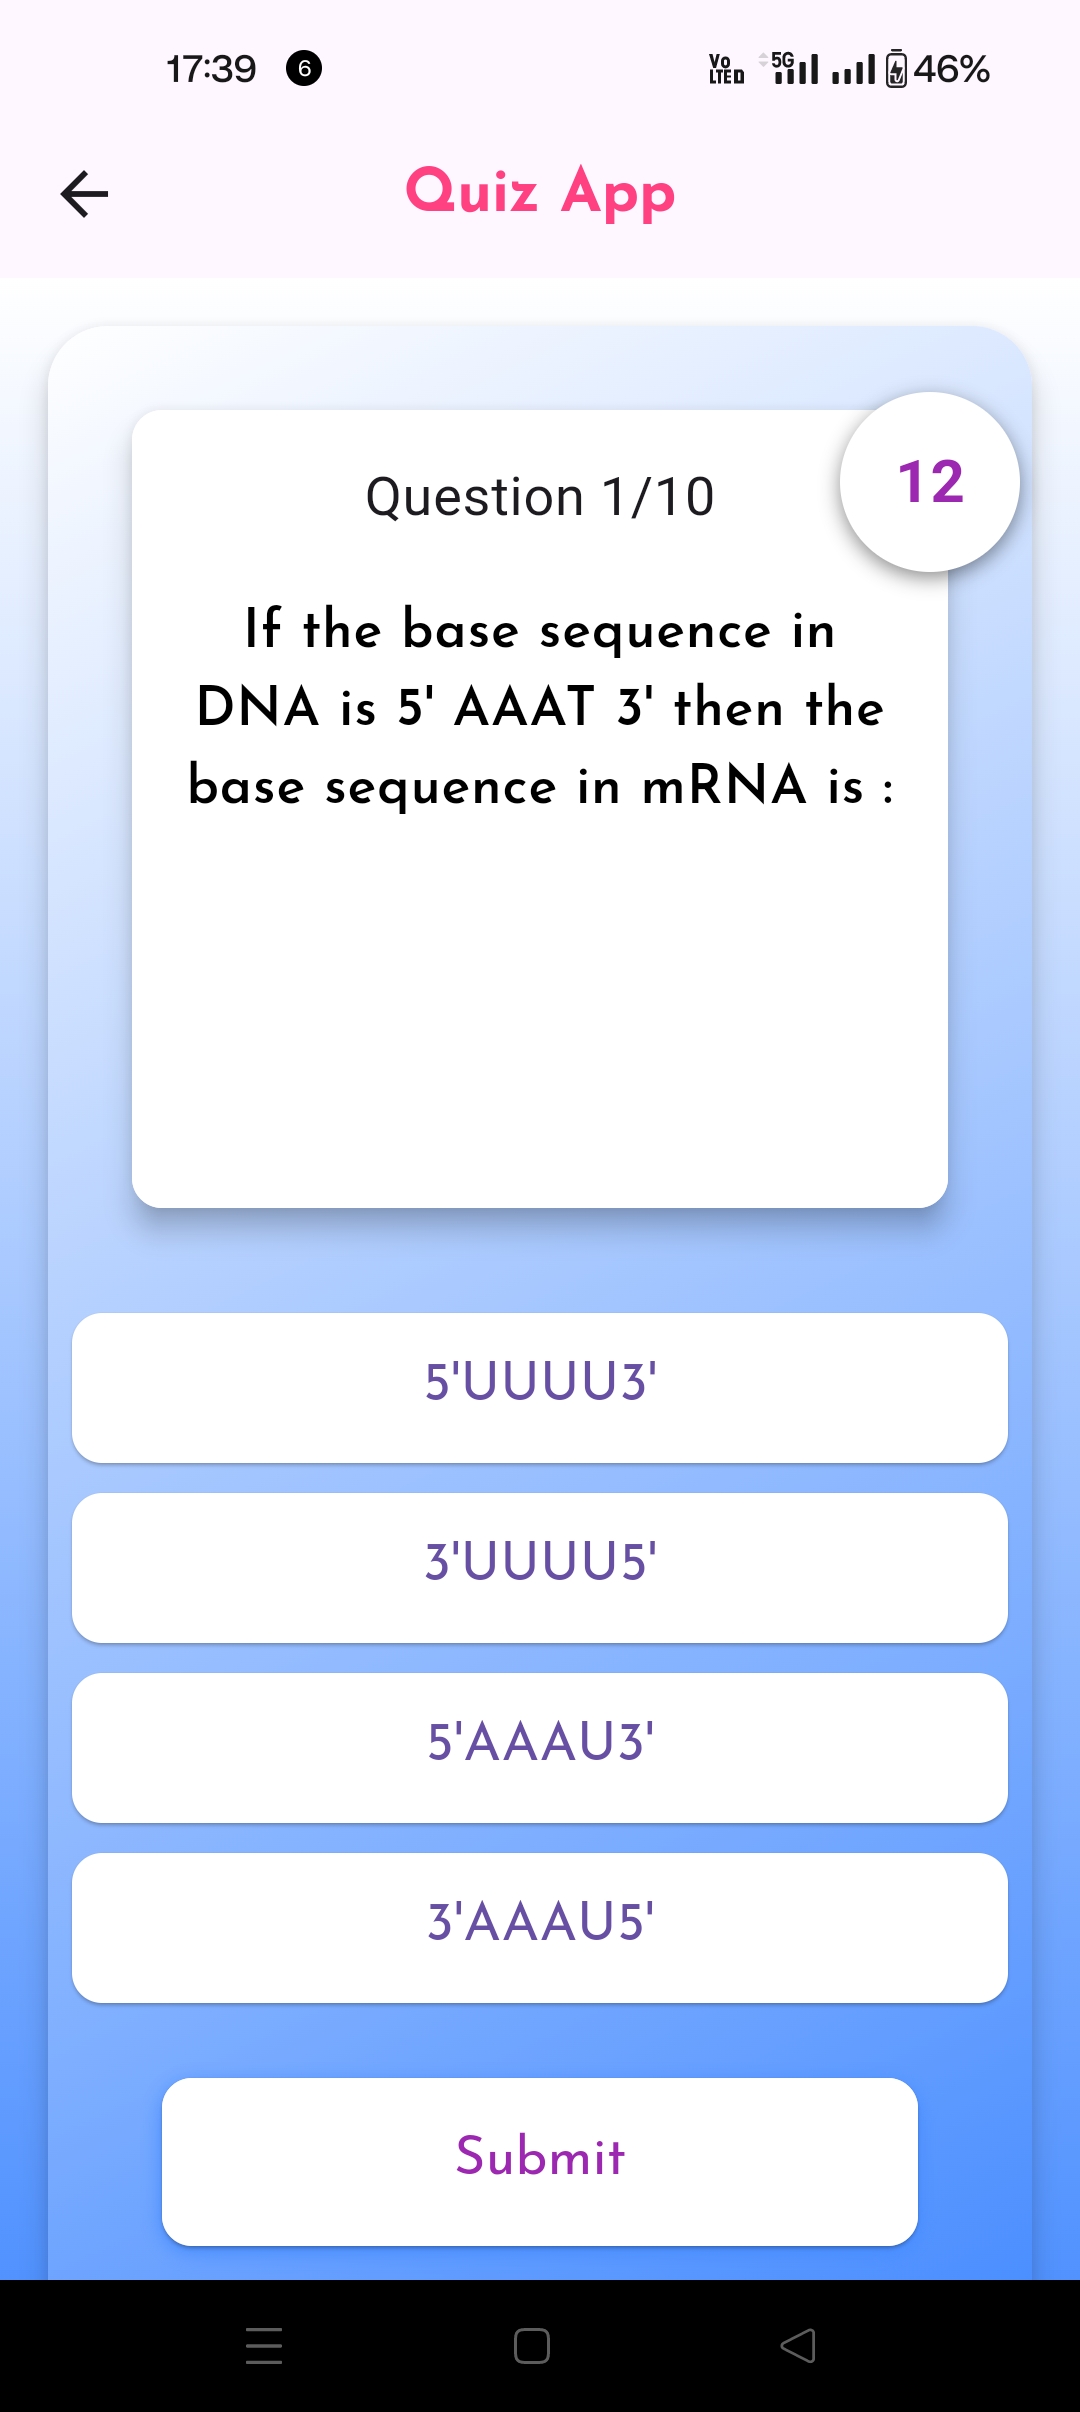 17:39 6 Vo LTE D 5G 46%
Quiz App
12
Question 1/10
If the base sequence in
DNA is 5' AAAT 3' then the
base sequence in mRNA is :
5'UUUU3'
3'UUUU5'
5'AAAU3'
3'AAAU5'
Submit